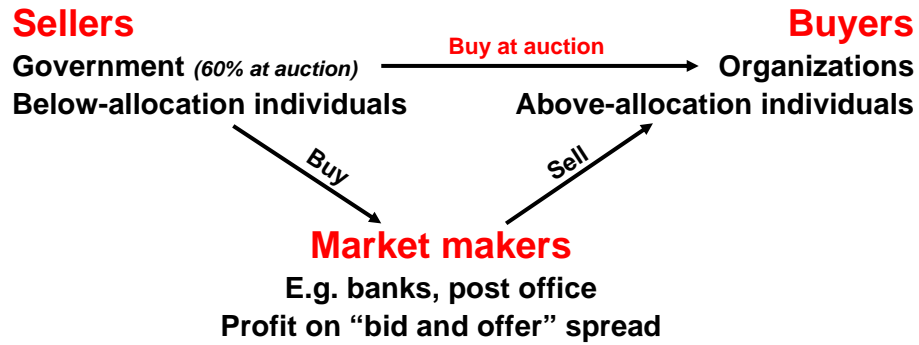 Sellers
Buyers
Buy at auction
Government (60% at auction)
Organizations
Below-allocation individuals
Above-allocation individuals
Buy
Sell
Market makers
E.g. banks, post office
Profit on “bid and offer” spread